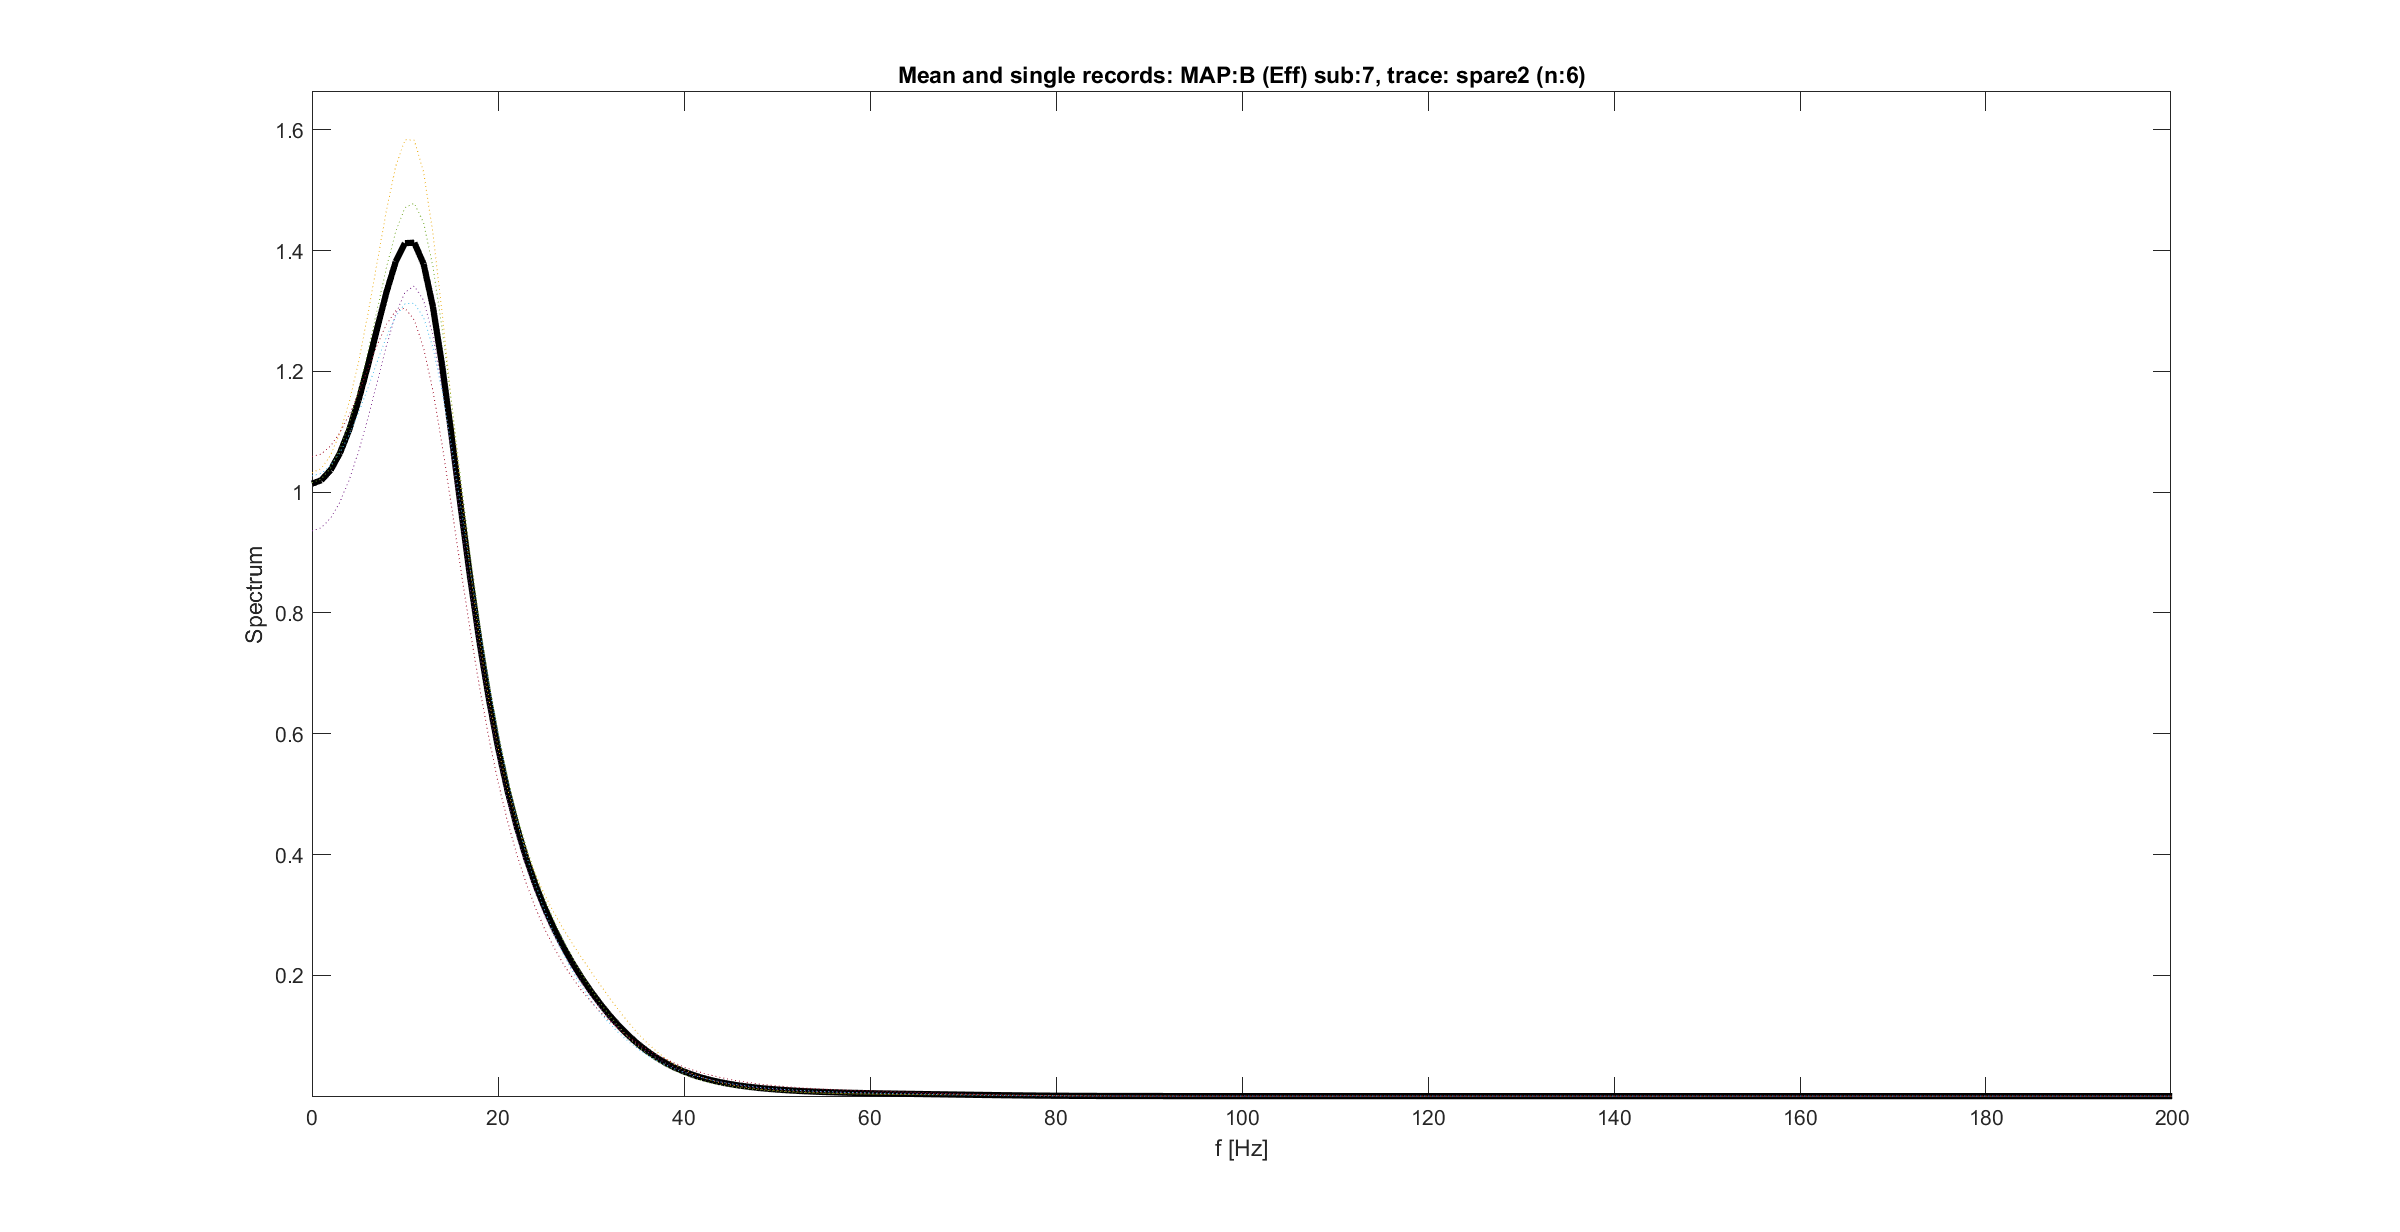 Mean and single records: MAP:B (Eff) sub:7, trace: spare2 (n:6)
1.6
1.4
1.2
1
0.8
0.6
0.4
0.2
Spectrum
0 20 40 60 80 100 120 140 160 180 200
f [Hz]